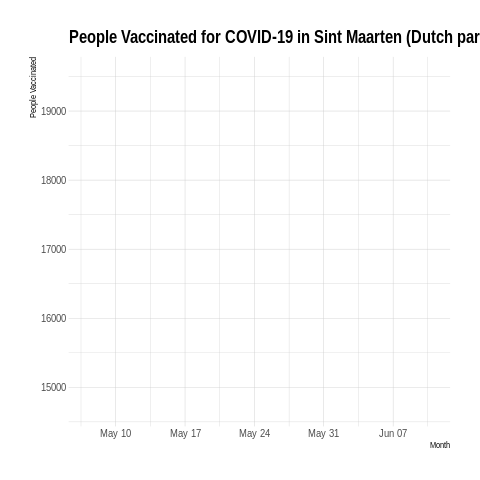 People Vaccinated for COVID-19 in Sint Maarten (Dutch par
People Vaccinated
19000
18000
17000
16000
15000
May 10 May 17 May 24 May 31 Jun 07
Month